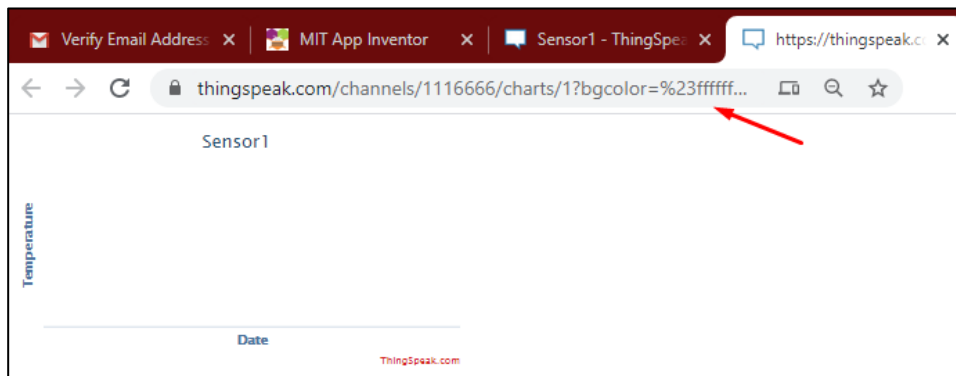 Verify Email Address
MIT App Inventor
Sensor1 - ThingSpea
https://thingspeak.c
thingspeak.com/channels/1116666/charts/1?bgcolor=%23ffffff...
Sensor1
Temperature
Date
ThingSpeak.com